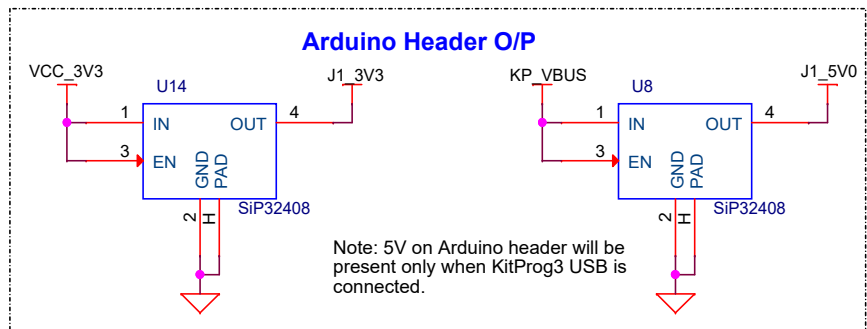 Arduino Header O/P
VCC_3V3
U14
J1_3V3
1
IN
OUT
4
3
EN
GND
PAD
2
H
SiP32408
KP_VBUS
U8
J1_5V0
1
IN
OUT
4
3
EN
GND
PAD
2
H
SiP32408
Note: 5V on Arduino header will be
present only when KitProg3 USB is
connected.